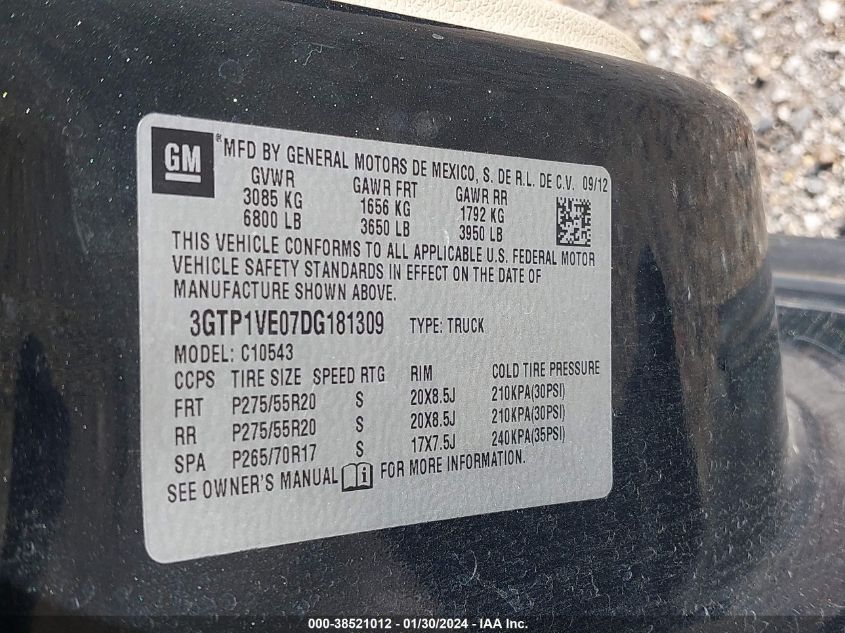 GM ® MFD BY GENERAL MOTORS DE MEXICO, S. DE R.L. DE C.V. 09/12
GVWR GAWR FRT GAWR RR
3085 KG 1656 KG 1792 KG
6800 LB 3650 LB 3950 LB
THIS VEHICLE CONFORMS TO ALL APPLICABLE U.S. FEDERAL MOTOR
VEHICLE SAFETY STANDARDS IN EFFECT ON THE DATE OF
MANUFACTURE SHOWN ABOVE.
3GTP1VE07DG181309 TYPE: TRUCK
MODEL: C10543
CCPS TIRE SIZE SPEED RTG RIM COLD TIRE PRESSURE
FRT P275/55R20 S 20X8.5J 210KPA(30PSI)
RR P275/55R20 S 20X8.5J 210KPA(30PSI)
SPA P265/70R17 S 17X7.5J 240KPA(35PSI)
SEE OWNER'S MANUAL FOR MORE INFORMATION.
000-38521012 - 01/30/2024 - IAA Inc.